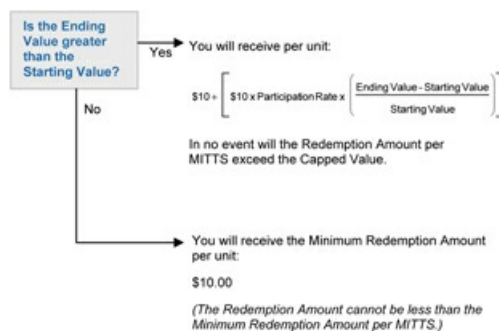 Is the Ending
Value greater
than the
Starting Value?
Yes
You will receive per unit:
$10 + [ $10 x Participation Rate x ( Ending Value - Starting Value
Starting Value ) ]
In no event will the Redemption Amount per
MITTS exceed the Capped Value.
No
You will receive the Minimum Redemption Amount
per unit:
$10.00
(The Redemption Amount cannot be less than the
Minimum Redemption Amount per MITTS.)